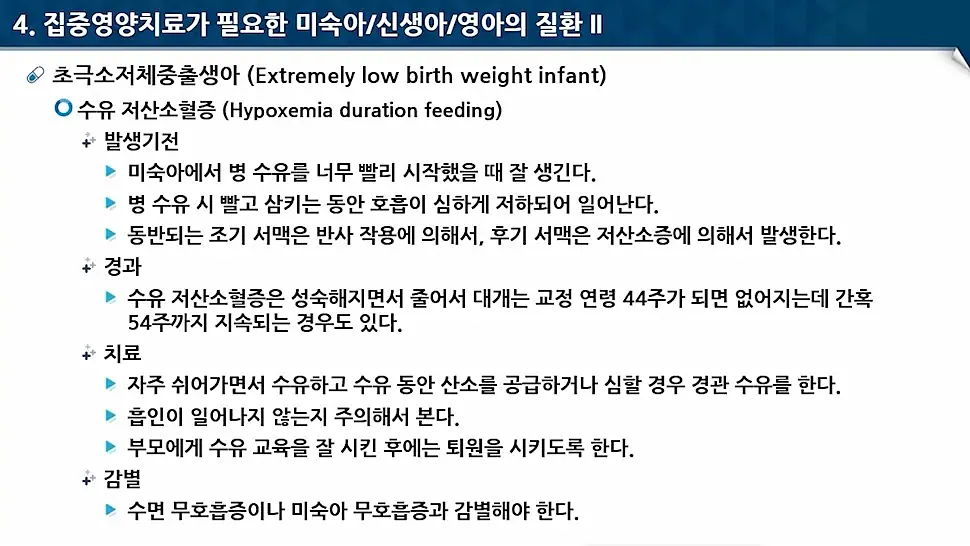 4. 집중영양치료가 필요한 미숙아/신생아/영아의 질환 II
초극소저체중출생아 (Extremely low birth weight infant)
수유 저산소혈증 (Hypoxemia duration feeding)
발생기전
미숙아에서 병 수유를 너무 빨리 시작했을 때 잘 생긴다.
병 수유 시 빨고 삼키는 동안 호흡이 심하게 저하되어 일어난다.
동반되는 조기 서맥은 반사 작용에 의해서, 후기 서맥은 저산소증에 의해서 발생한다.
경과
수유 저산소혈증은 성숙해지면서 줄어서 대개는 교정 연령 44주가 되면 없어지는데 간혹
54주까지 지속되는 경우도 있다.
치료
자주 쉬어가면서 수유하고 수유 동안 산소를 공급하거나 심할 경우 경관 수유를 한다.
흡인이 일어나지 않는지 주의해서 본다.
부모에게 수유 교육을 잘 시킨 후에는 퇴원을 시키도록 한다.
감별
수면 무호흡증이나 미숙아 무호흡증과 감별해야 한다.